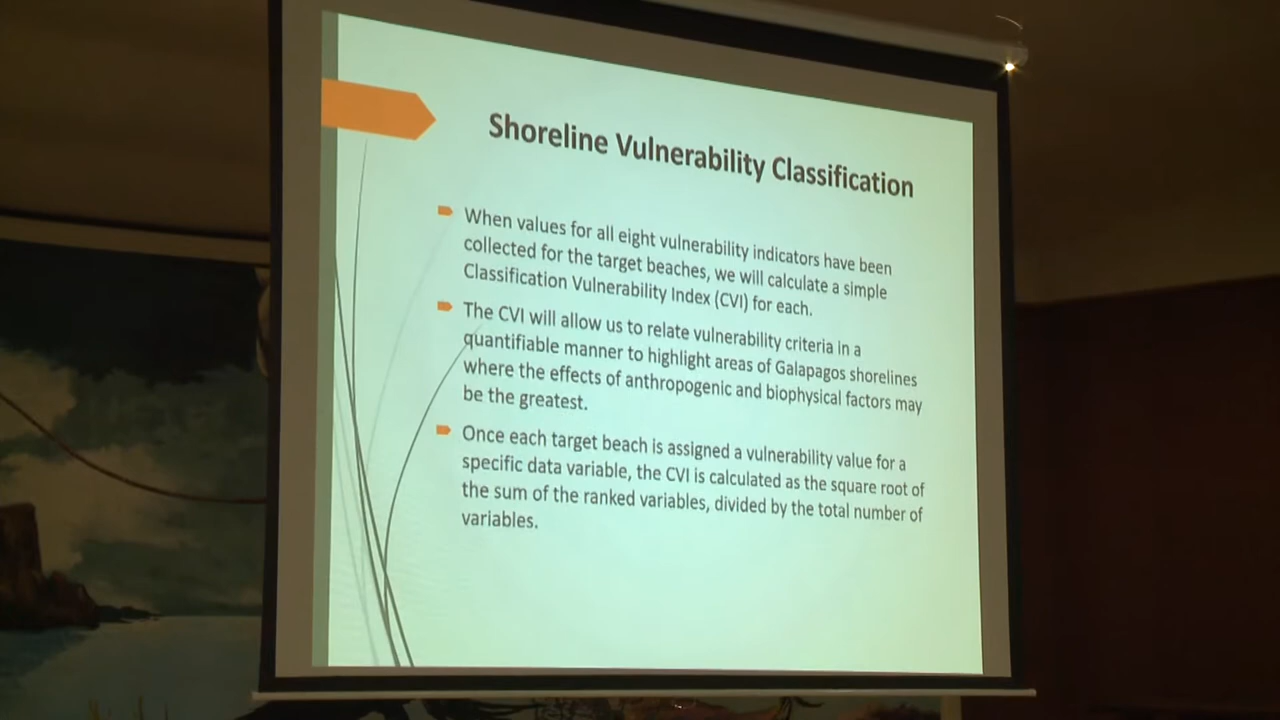 Shoreline Vulnerability Classification
When values for all eight vulnerability indicators have been
collected for the target beaches, we will calculate a simple
Classification Vulnerability Index (CVI) for each.
The CVI will allow us to relate vulnerability criteria in a
quantifiable manner to highlight areas of Galapagos shorelines
where the effects of anthropogenic and biophysical factors may
be the greatest.
Once each target beach is assigned a vulnerability value for a
specific data variable, the CVI is calculated as the square root of
the sum of the ranked variables, divided by the total number of
variables.